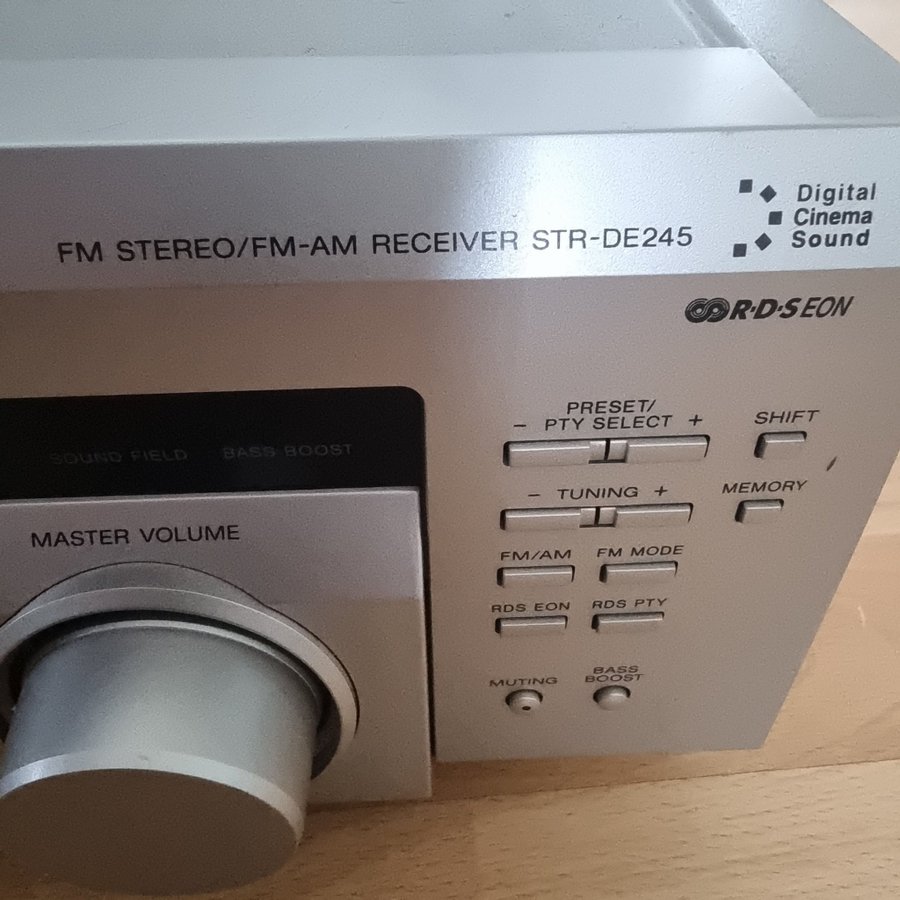 FM STEREO/FM-AM RECEIVER STR-DE245
Digital
Cinema
Sound
R·D·S EON
PRESET/
- PTY SELECT +
SHIFT
SOUND FIELD BASS BOOST
- TUNING +
MEMORY
MASTER VOLUME
FM/AM FM MODE
RDS EON RDS PTY
MUTING
BASS
BOOST